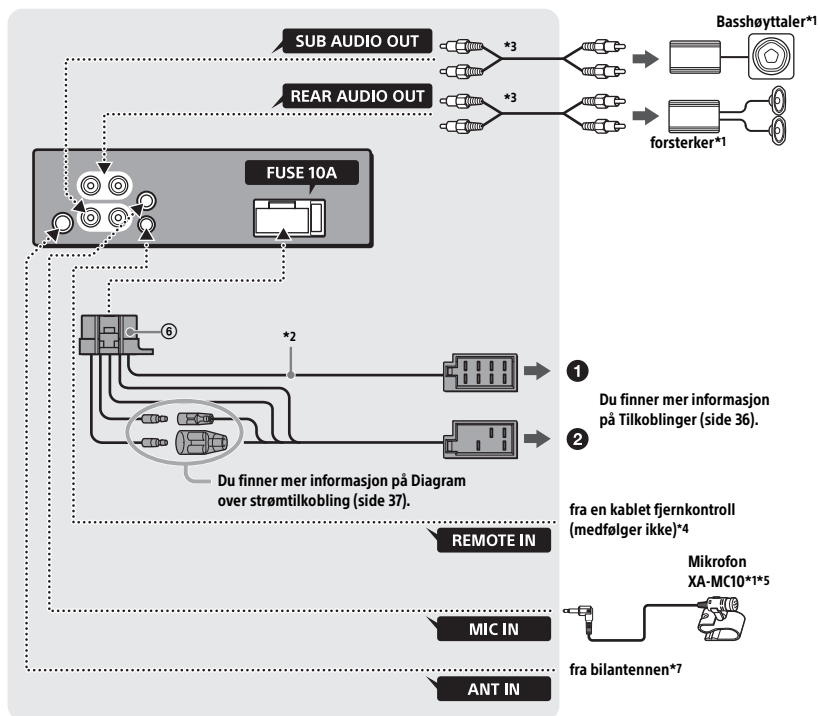 Basshøyttaler*1
SUB AUDIO OUT
*3
REAR AUDIO OUT
*3
forsterker*1
FUSE 10A
⑥
*2
❶
Du finner mer informasjon
på Tilkoblinger (side 36).
❷
Du finner mer informasjon på Diagram
over strømtilkobling (side 37).
fra en kablet fjernkontroll
(medfølger ikke)*4
REMOTE IN
Mikrofon
XA-MC10*1*5
MIC IN
fra bilantennen*7
ANT IN